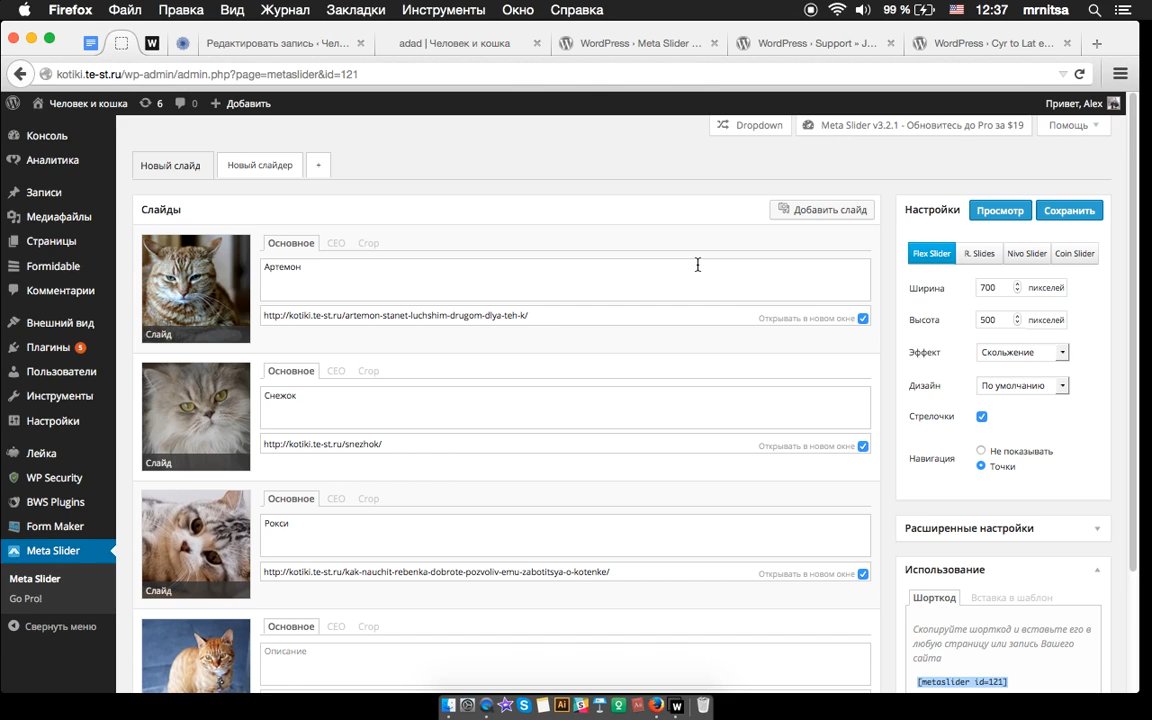 Firefox Файл Правка Вид Журнал Закладки Инструменты Окно Справка 99 % 12:37 mrnitsa
W Редактировать запись ‹ Чел... × adad | Человек и кошка × WordPress › Meta Slider ... × WordPress › Support » J... × WordPress › Cyr to Lat e... × +
kotiki.te-st.ru/wp-admin/admin.php?page=metaslider&id=121
Человек и кошка 6 0 + Добавить Привет, Alex
Dropdown Meta Slider v3.2.1 - Обновитесь до Pro за $19 Помощь
Консоль
Аналитика
Записи
Медиафайлы
Страницы
Formidable
Комментарии
Внешний вид
Плагины 5
Пользователи
Инструменты
Настройки
Лейка
WP Security
BWS Plugins
Form Maker
Meta Slider
Meta Slider
Go Pro!
Свернуть меню
Новый слайд Новый слайдер +
Слайды Добавить слайд
Основное СЕО Crop
Артемон
http://kotiki.te-st.ru/artemon-stanet-luchshim-drugom-dlya-teh-k/ Открывать в новом окне
Слайд
Основное СЕО Crop
Снежок
http://kotiki.te-st.ru/snezhok/ Открывать в новом окне
Слайд
Основное СЕО Crop
Рокси
http://kotiki.te-st.ru/kak-nauchit-rebenka-dobrote-pozvoliv-emu-zabotitsya-o-kotenke/ Открывать в новом окне
Слайд
Основное СЕО Crop
Описание
Настройки Просмотр Сохранить
Flex Slider R. Slides Nivo Slider Coin Slider
Ширина 700 пикселей
Высота 500 пикселей
Эффект Скольжение
Дизайн По умолчанию
Стрелочки
Навигация Не показывать
Точки
Расширенные настройки
Использование
Шорткод Вставка в шаблон
Скопируйте шорткод и вставьте его в
любую страницу или запись Вашего
сайта
[metaslider id=121]